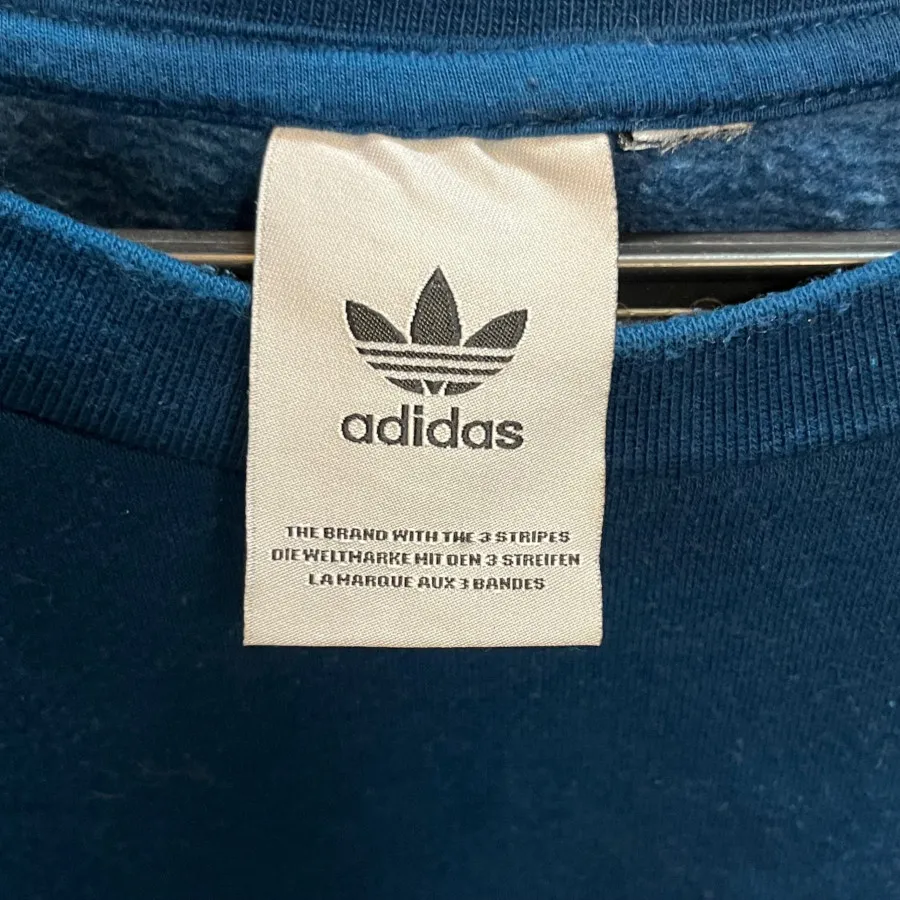 adidas
THE BRAND WITH THE 3 STRIPES
DIE WELTMARKE MIT DEN 3 STREIFEN
LA MARQUE AUX 3 BANDES